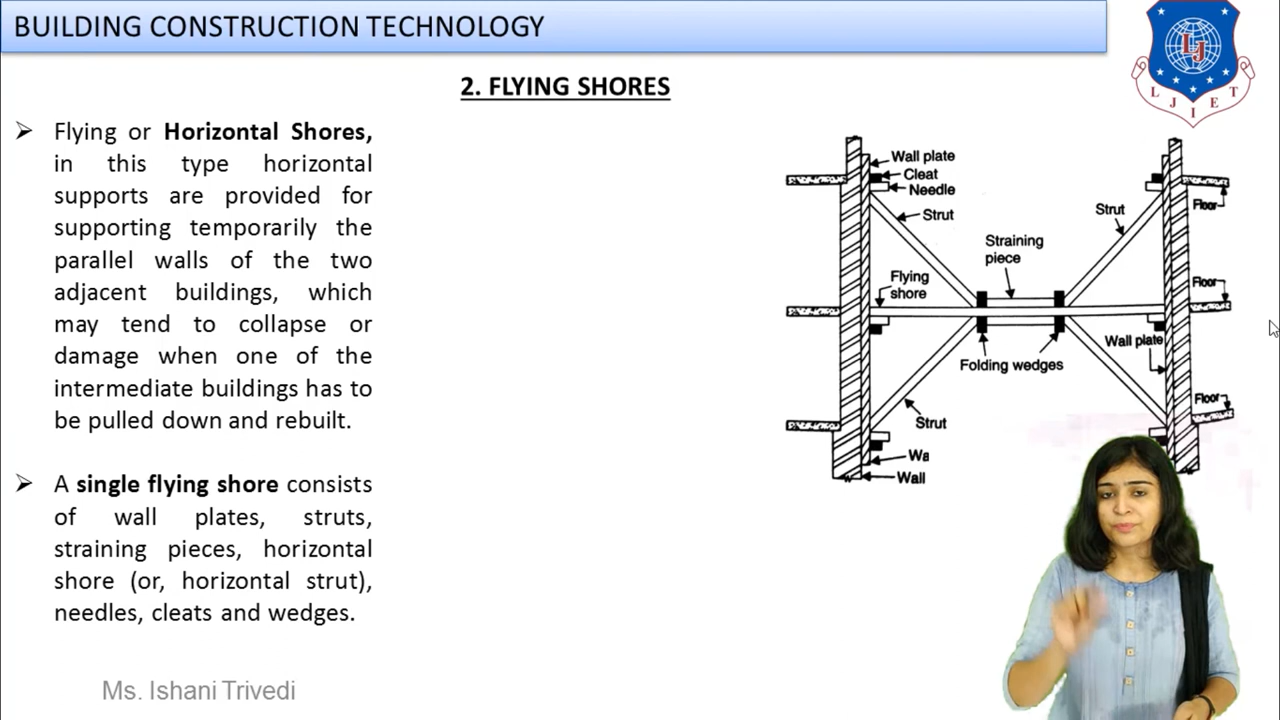 BUILDING CONSTRUCTION TECHNOLOGY
L J I E T
LJ
2. FLYING SHORES
➢ Flying or Horizontal Shores,
in this type horizontal
supports are provided for
supporting temporarily the
parallel walls of the two
adjacent buildings, which
may tend to collapse or
damage when one of the
intermediate buildings has to
be pulled down and rebuilt.
➢ A single flying shore consists
of wall plates, struts,
straining pieces, horizontal
shore (or, horizontal strut),
needles, cleats and wedges.
Wall plate
Cleat
Needle
Strut
Strut
Floor
Straining
piece
Flying
shore
Floor
Wall plate
Folding wedges
Floor
Strut
Wa
Wall
Ms. Ishani Trivedi